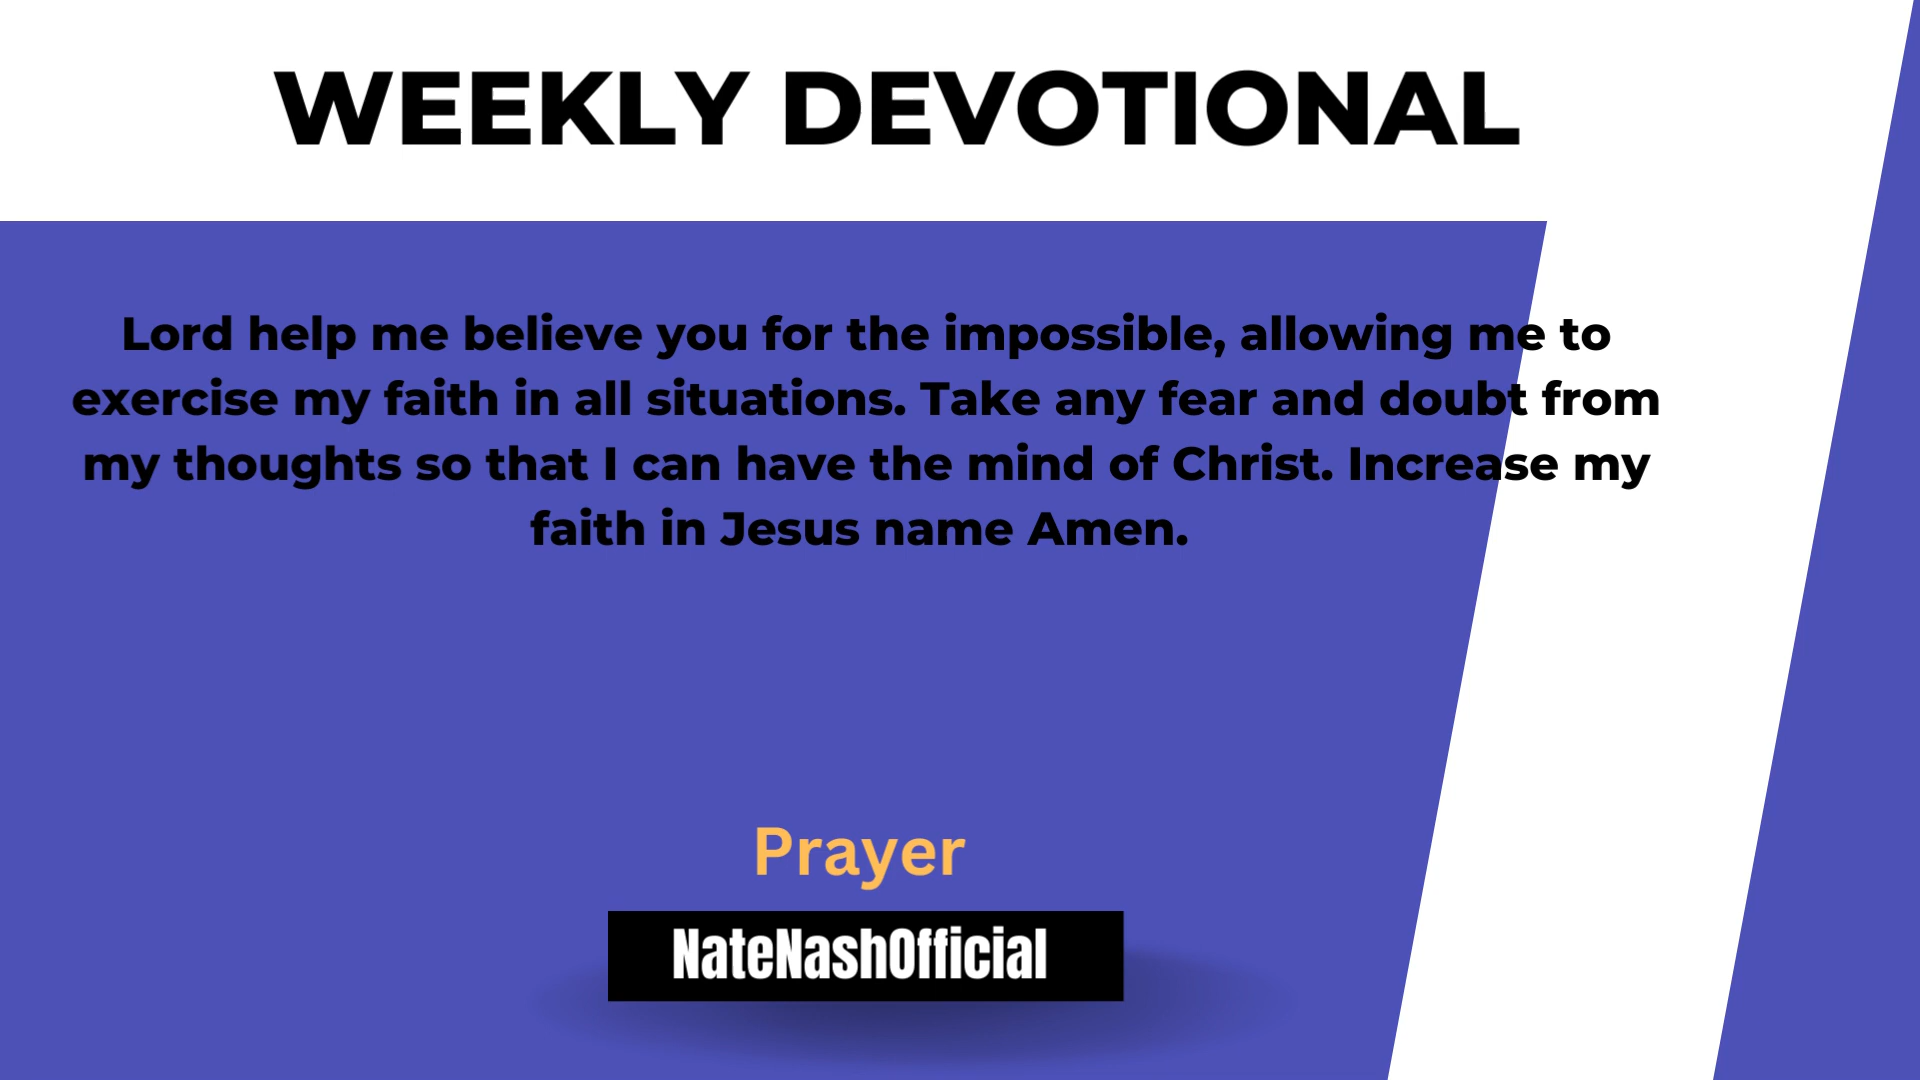 WEEKLY DEVOTIONAL
Lord help me believe you for the impossible, allowing me to
exercise my faith in all situations. Take any fear and doubt from
my thoughts so that I can have the mind of Christ. Increase my
faith in Jesus name Amen.
Prayer
NateNashOfficial